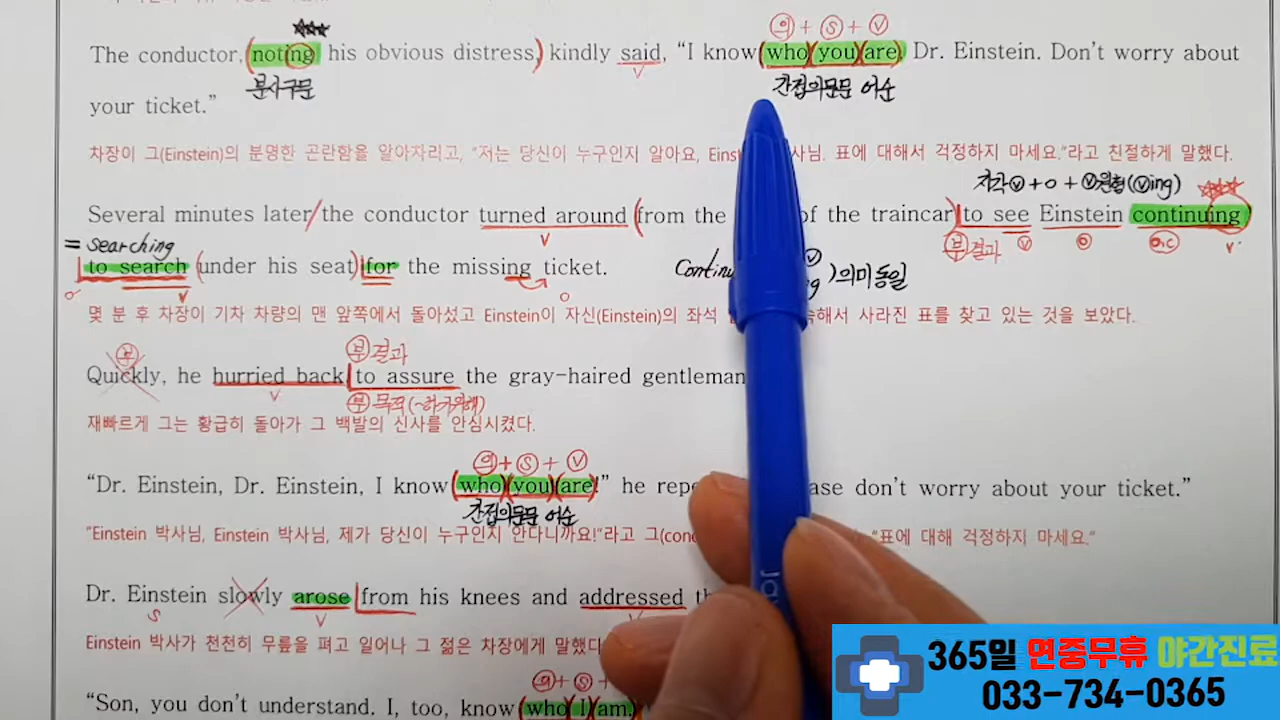 의 + S + V
The conductor, (noting his obvious distress,) kindly said, “I know (who)(you)(are), Dr. Einstein. Don't worry about
V
분사구문
간접의문문 어순
your ticket.”
차장이 그(Einstein)의 분명한 곤란함을 알아차리고, “저는 당신이 누구인지 알아요, Eins 사님. 표에 대해서 걱정하지 마세요.”라고 친절하게 말했다.
지각V + O + V원형(Ving)
Several minutes later/ the conductor turned around (from the of the traincar) to see Einstein continuing
V
부 결과 V O O.C V
= searching
to search (under his seat) for the missing ticket.
O V O
Continu V
g ) 의미 동일
몇 분 후 차장이 기차 차량의 맨 앞쪽에서 돌아섰고 Einstein이 자신(Einstein)의 좌석 속해서 사라진 표를 찾고 있는 것을 보았다.
부 부 결과
Quickly, he hurried back to assure the gray-haired gentleman
V 부 목적(~하기위해)
재빠르게 그는 황급히 돌아가 그 백발의 신사를 안심시켰다.
의 + S + V
“Dr. Einstein, Dr. Einstein, I know (who)(you)(are!” he repe ase don't worry about your ticket.”
간접의문문 어순
“Einstein 박사님, Einstein 박사님, 제가 당신이 누구인지 안다니까요!”라고 그(cond “표에 대해 걱정하지 마세요.”
Dr. Einstein slowly arose from his knees and addressed th
S V V
Einstein 박사가 천천히 무릎을 펴고 일어나 그 젊은 차장에게 말했다
의 + S +
“Son, you don't understand. I, too, know (who)(I)(am.)
365일 연중무휴 야간진료
033-734-0365